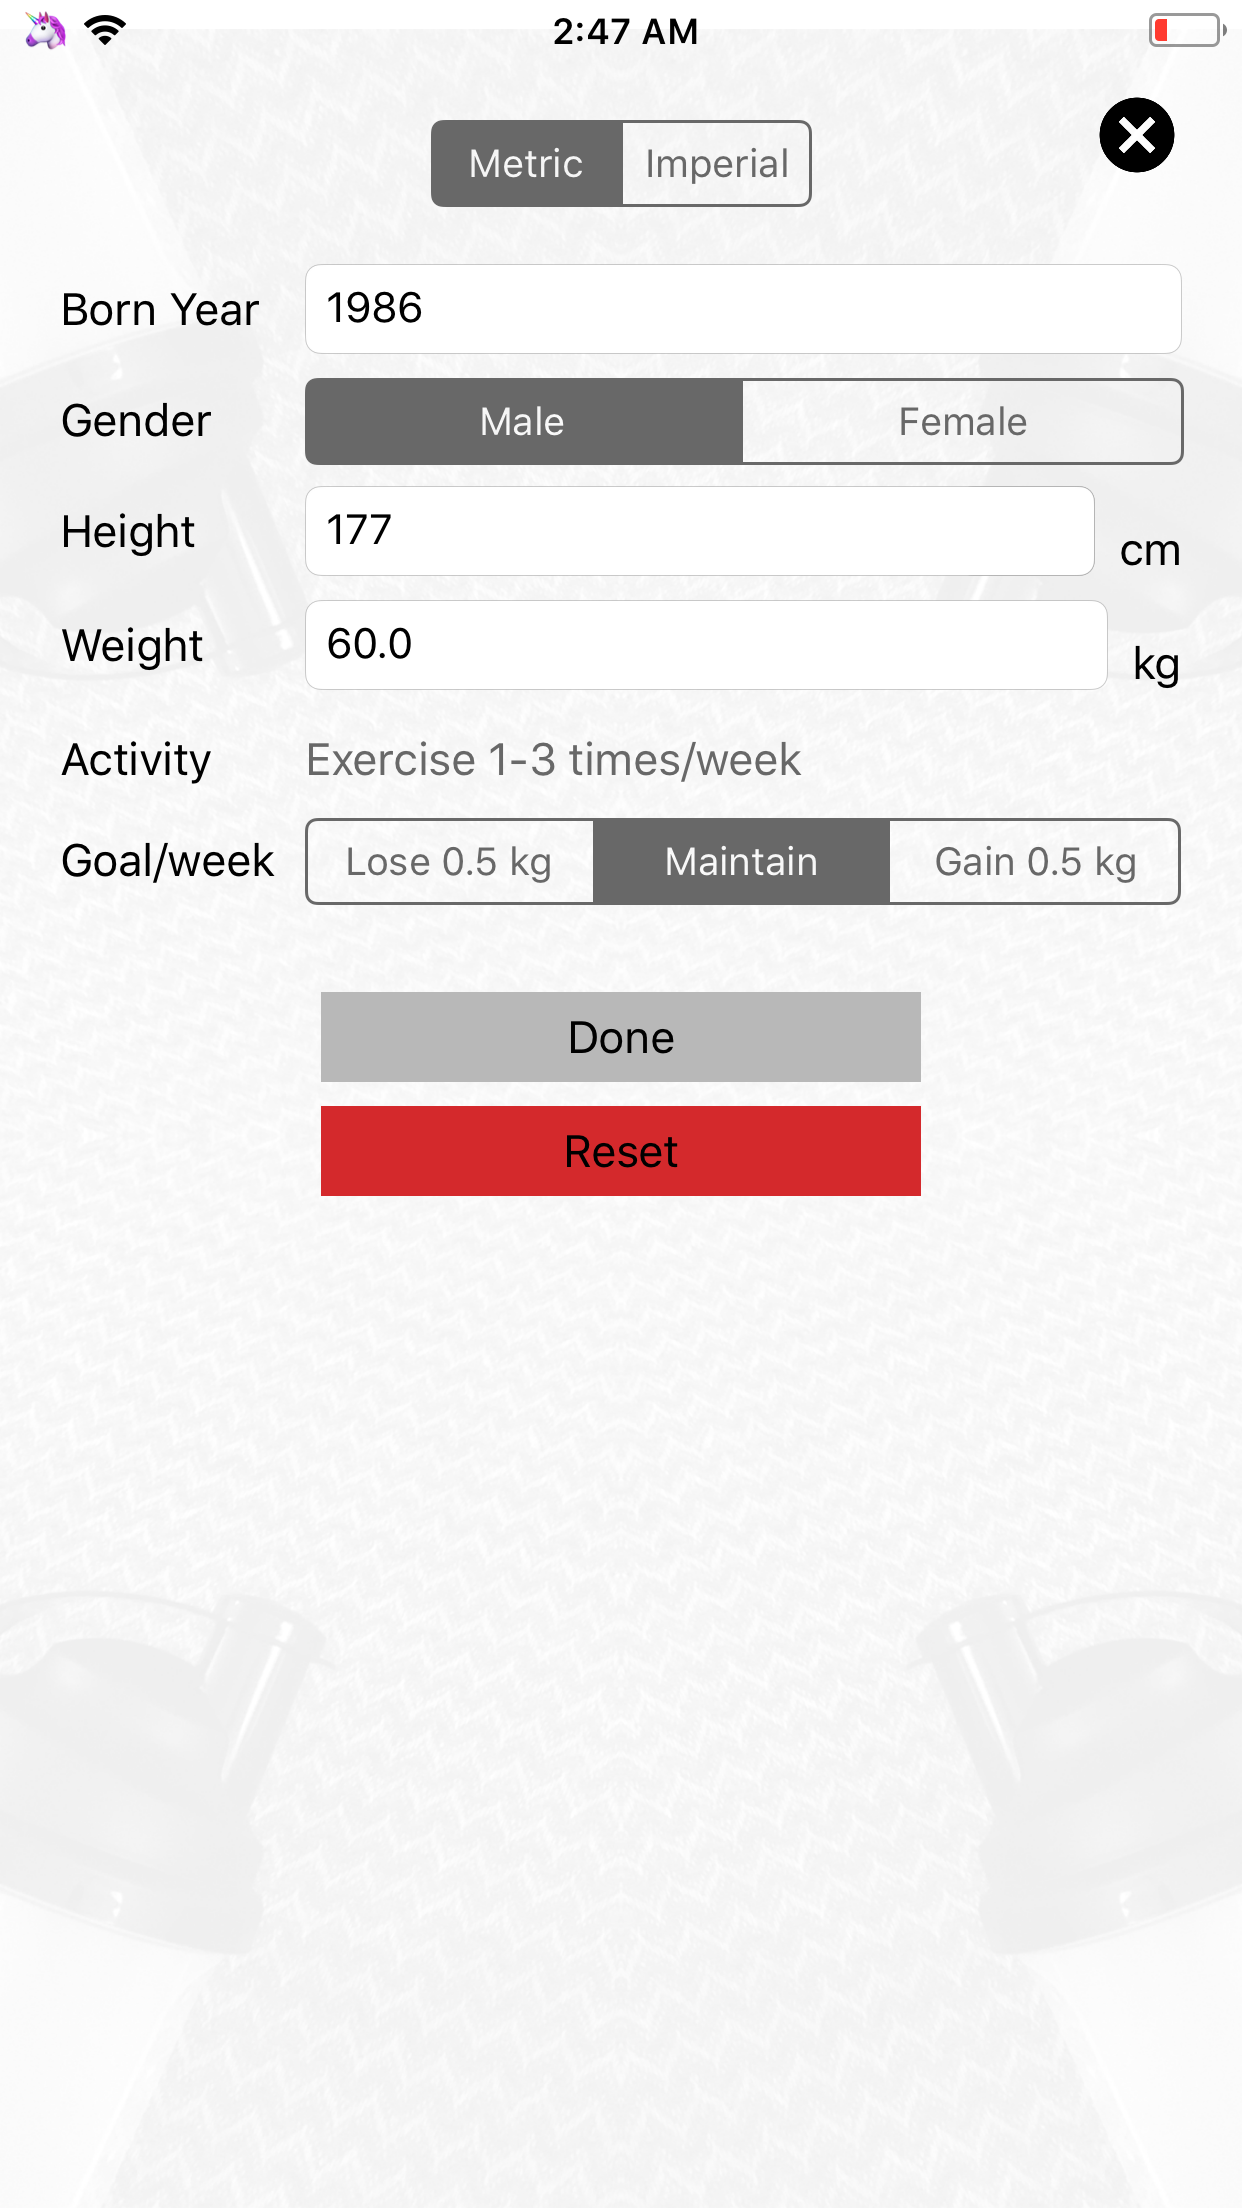 2:47 AM
Metric Imperial
Born Year 1986
Gender Male Female
Height 177 cm
Weight 60.0 kg
Activity Exercise 1-3 times/week
Goal/week Lose 0.5 kg Maintain Gain 0.5 kg
Done
Reset